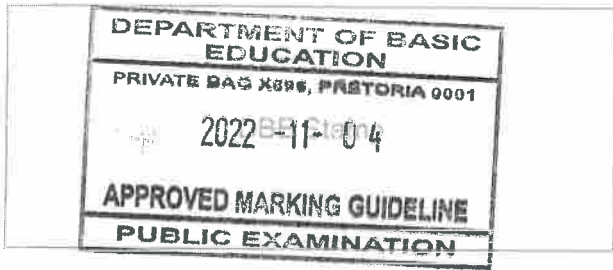 DEPARTMENT OF BASIC
EDUCATION
PRIVATE BAG X895, PRETORIA 0001
2022 -11- 04
APPROVED MARKING GUIDELINE
PUBLIC EXAMINATION